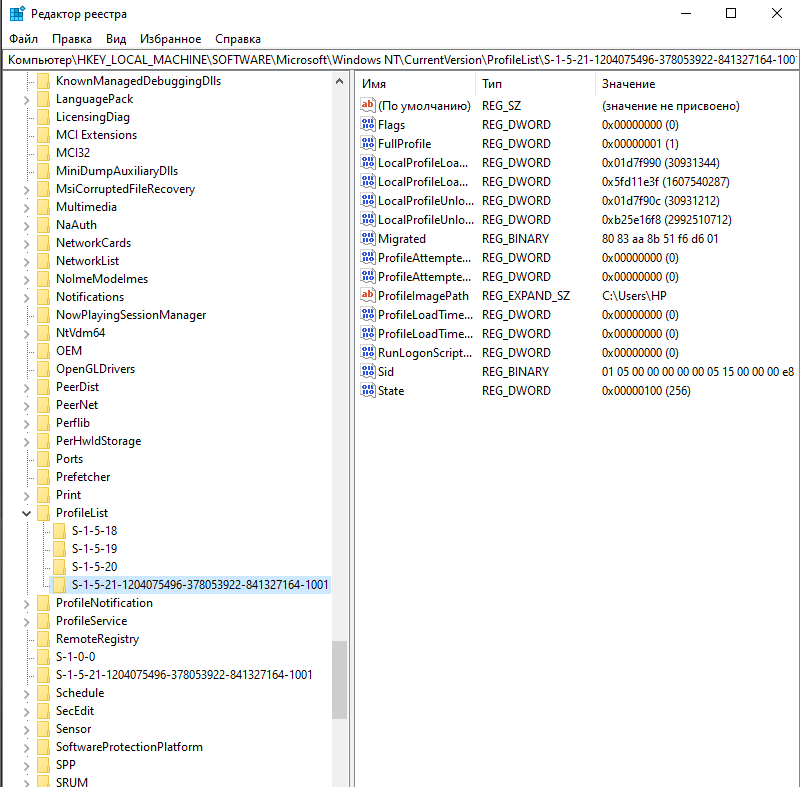 Редактор реестра
Файл Правка Вид Избранное Справка
Компьютер\HKEY_LOCAL_MACHINE\SOFTWARE\Microsoft\Windows NT\CurrentVersion\ProfileList\S-1-5-21-1204075496-378053922-841327164-100
KnownManagedDebuggingDlls
LanguagePack
LicensingDiag
MCI Extensions
MCI32
MiniDumpAuxiliaryDlls
MsiCorruptedFileRecovery
Multimedia
NaAuth
NetworkCards
NetworkList
NoImeModeImes
Notifications
NowPlayingSessionManager
NtVdm64
OEM
OpenGLDrivers
PeerDist
PeerNet
Perflib
PerHwIdStorage
Ports
Prefetcher
Print
ProfileList
S-1-5-18
S-1-5-19
S-1-5-20
S-1-5-21-1204075496-378053922-841327164-1001
ProfileNotification
ProfileService
RemoteRegistry
S-1-0-0
S-1-5-21-1204075496-378053922-841327164-1001
Schedule
SecEdit
Sensor
SoftwareProtectionPlatform
SPP
SRUM
Имя Тип Значение
ab (По умолчанию) REG_SZ (значение не присвоено)
Flags REG_DWORD 0x00000000 (0)
FullProfile REG_DWORD 0x00000001 (1)
LocalProfileLoa... REG_DWORD 0x01d7f990 (30931344)
LocalProfileLoa... REG_DWORD 0x5fd11e3f (1607540287)
LocalProfileUnlo... REG_DWORD 0x01d7f90c (30931212)
LocalProfileUnlo... REG_DWORD 0xb25e16f8 (2992510712)
Migrated REG_BINARY 80 83 aa 8b 51 f6 d6 01
ProfileAttempte... REG_DWORD 0x00000000 (0)
ProfileAttempte... REG_DWORD 0x00000000 (0)
ab ProfileImagePath REG_EXPAND_SZ C:\Users\HP
ProfileLoadTime... REG_DWORD 0x00000000 (0)
ProfileLoadTime... REG_DWORD 0x00000000 (0)
RunLogonScript... REG_DWORD 0x00000000 (0)
Sid REG_BINARY 01 05 00 00 00 00 00 05 15 00 00 00 e8
State REG_DWORD 0x00000100 (256)